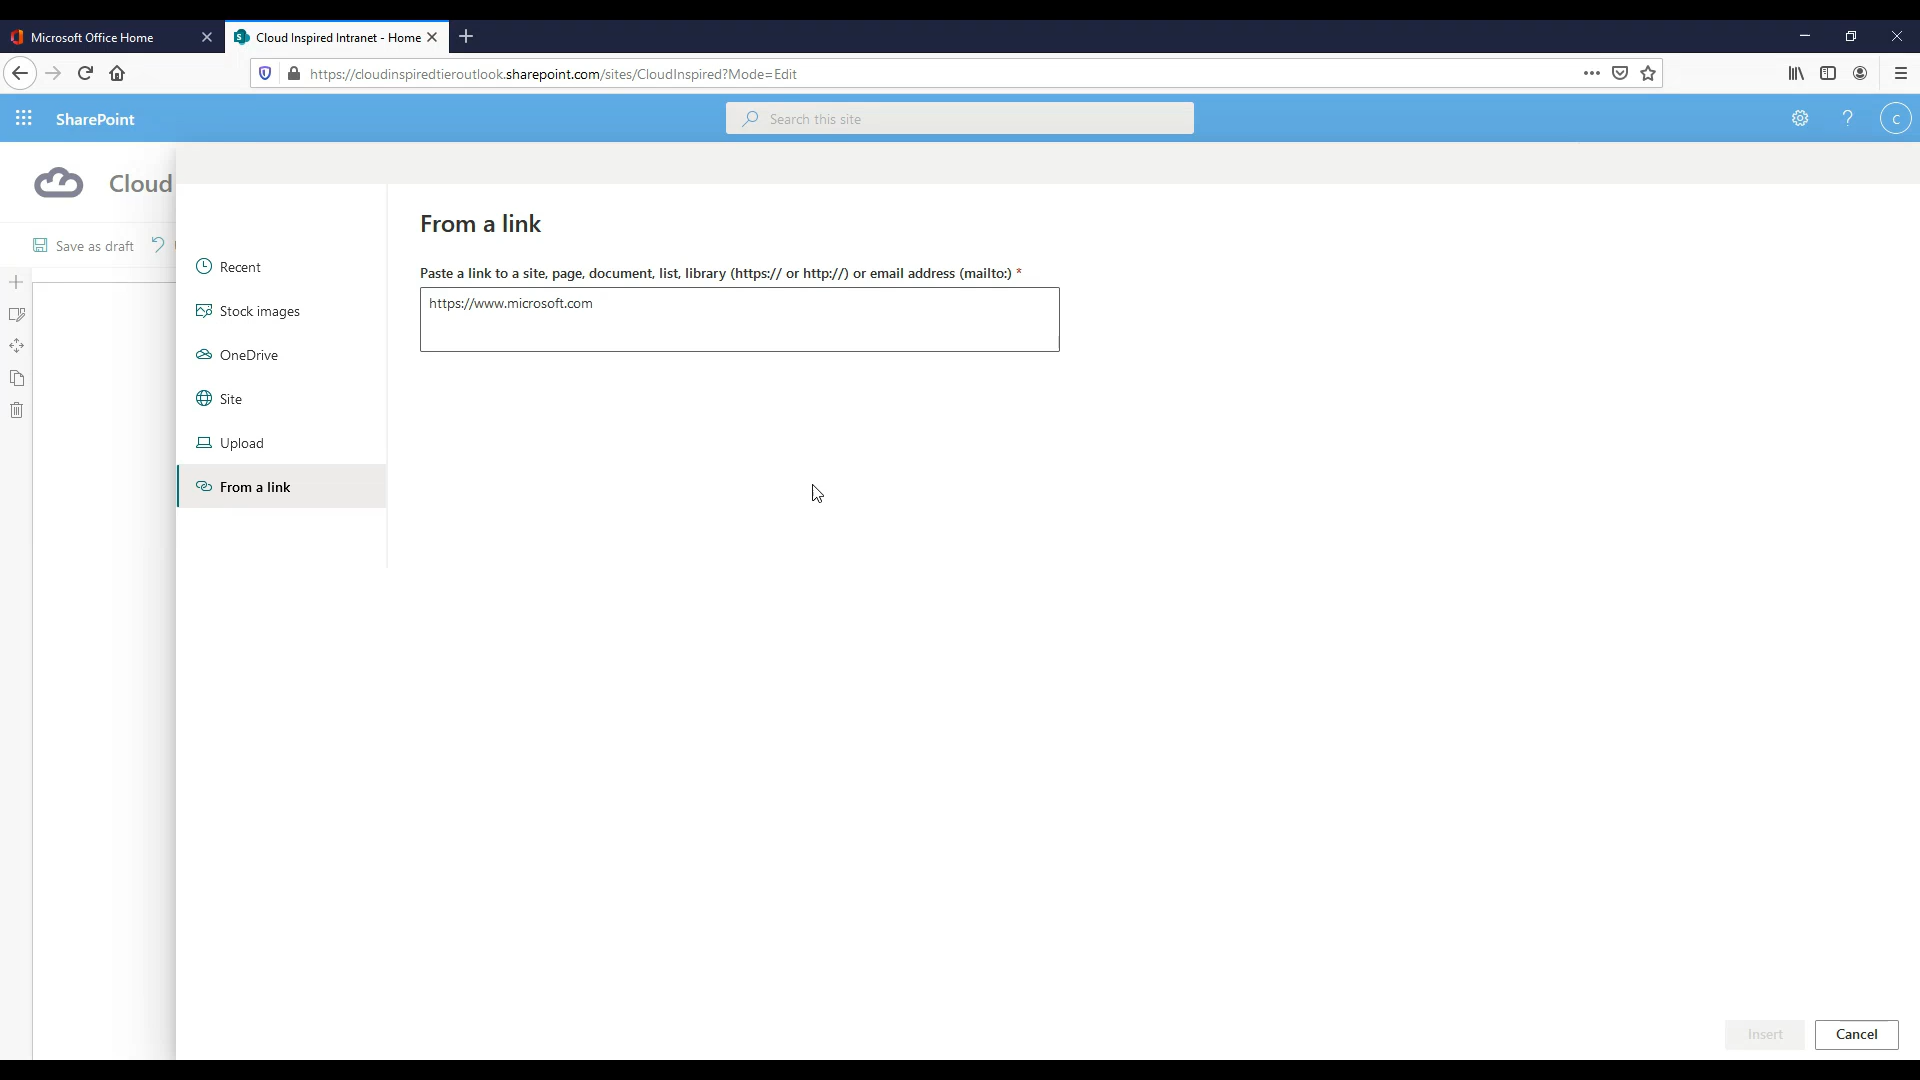 Microsoft Office Home
Cloud Inspired Intranet - Home
https://cloudinspiredtieroutlook.sharepoint.com/sites/CloudInspired?Mode=Edit
SharePoint
Search this site
?
C
Cloud
Save as draft
From a link
Recent
Paste a link to a site, page, document, list, library (https:// or http://) or email address (mailto:) *
https://www.microsoft.com
Stock images
OneDrive
Site
Upload
From a link
Insert
Cancel